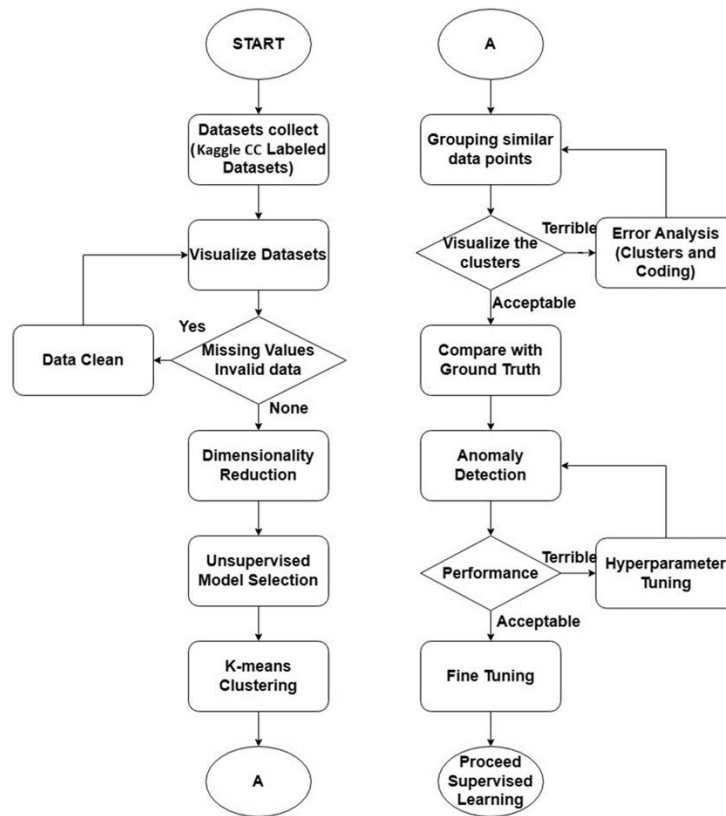 START
Datasets collect
(Kaggle CC Labeled
Datasets)
Visualize Datasets
Yes
Data Clean
Missing Values
Invalid data
None
Dimensionality
Reduction
Unsupervised
Model Selection
K-means
Clustering
A
A
Grouping similar
data points
Terrible
Visualize the
clusters
Error Analysis
(Clusters and
Coding)
Acceptable
Compare with
Ground Truth
Anomaly
Detection
Terrible
Performance
Hyperparameter
Tuning
Acceptable
Fine Tuning
Proceed
Supervised
Learning